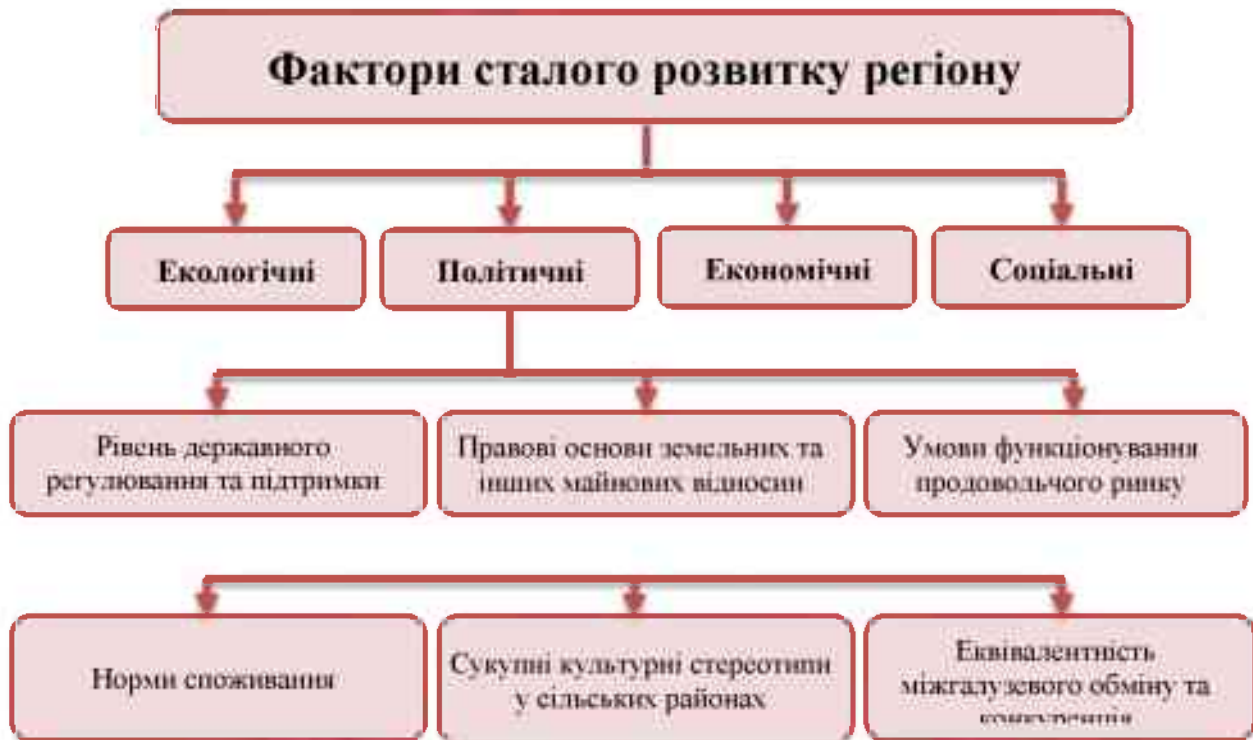 Фактори сталого розвитку регіону
Екологічні
Політичні
Економічні
Соціальні
Рівень державного
регулювання та підтримки
Правові основи земельних та
інших майнових відносин
Умови функціонування
продовольчого ринку
Норми споживання
Сукупні культурні стереотипи
у сільських районах
Еквівалентність
міжгалузевого обміну та
конкуренція